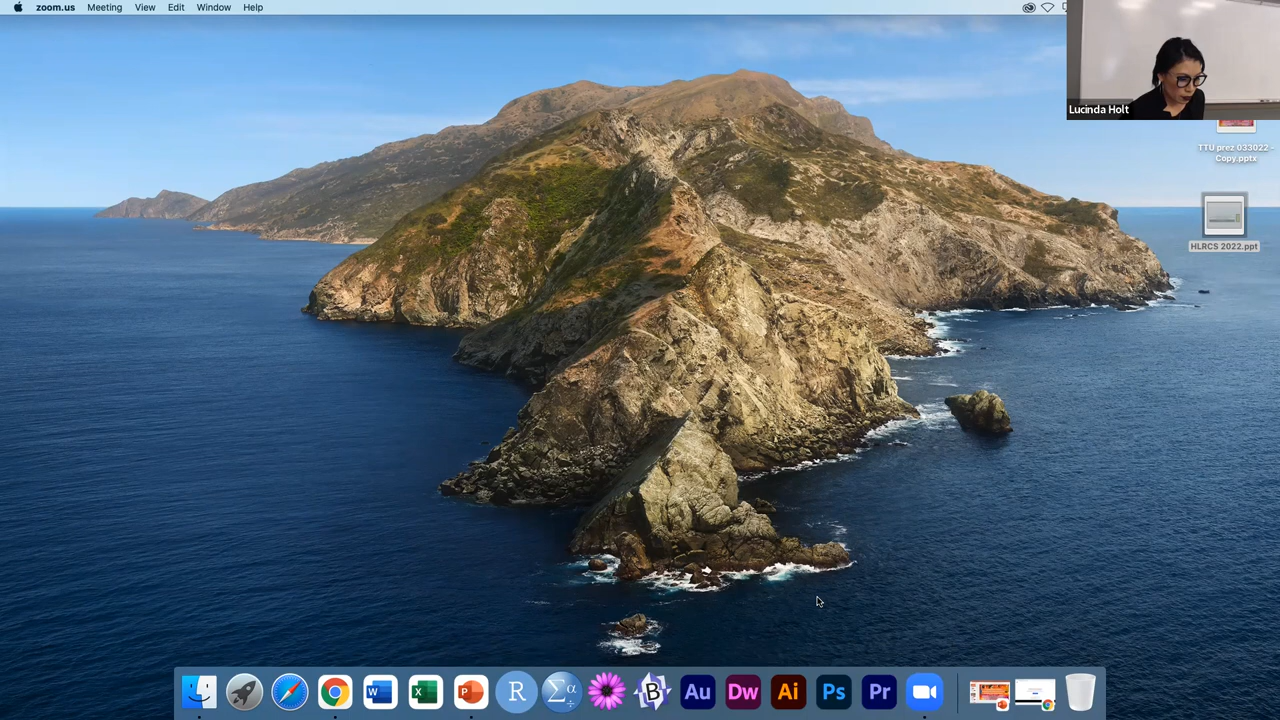 zoom.us Meeting View Edit Window Help
Lucinda Holt
TTU prez 033022 -
Copy.pptx
HLRCS 2022.ppt
W X P R Σα B Au Dw Ai Ps Pr